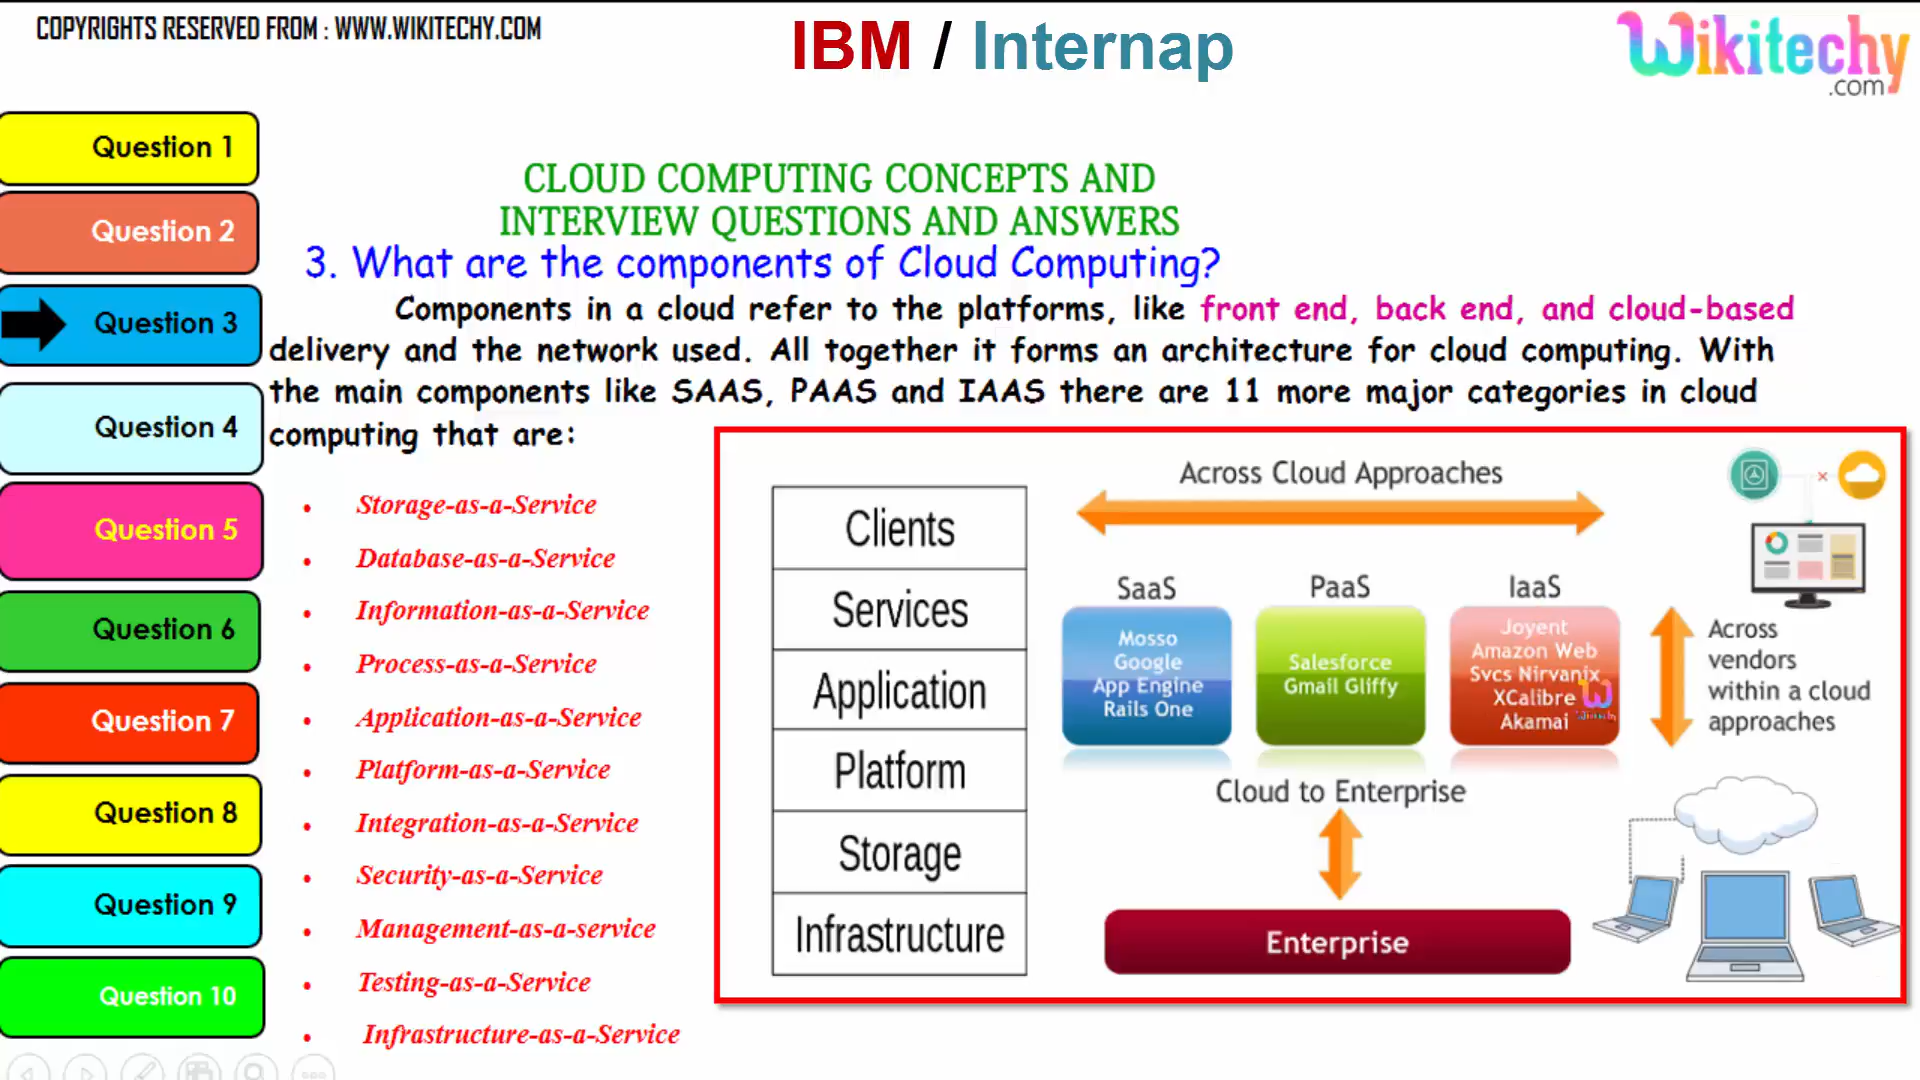 COPYRIGHTS RESERVED FROM : WWW.WIKITECHY.COM
IBM / Internap
Wikitechy
.com
Question 1
Question 2
Question 3
Question 4
Question 5
Question 6
Question 7
Question 8
Question 9
Question 10
CLOUD COMPUTING CONCEPTS AND
INTERVIEW QUESTIONS AND ANSWERS
3. What are the components of Cloud Computing?
Components in a cloud refer to the platforms, like front end, back end, and cloud-based
delivery and the network used. All together it forms an architecture for cloud computing. With
the main components like SAAS, PAAS and IAAS there are 11 more major categories in cloud
computing that are:
• Storage-as-a-Service
• Database-as-a-Service
• Information-as-a-Service
• Process-as-a-Service
• Application-as-a-Service
• Platform-as-a-Service
• Integration-as-a-Service
• Security-as-a-Service
• Management-as-a-service
• Testing-as-a-Service
• Infrastructure-as-a-Service
Clients
Services
Application
Platform
Storage
Infrastructure
Across Cloud Approaches
SaaS
Mosso
Google
App Engine
Rails One
PaaS
Salesforce
Gmail Gliffy
IaaS
Joyent
Amazon Web
Svcs Nirvanix
XCalibre
Akamai
Wikitechy
Across
vendors
within a cloud
approaches
Cloud to Enterprise
Enterprise